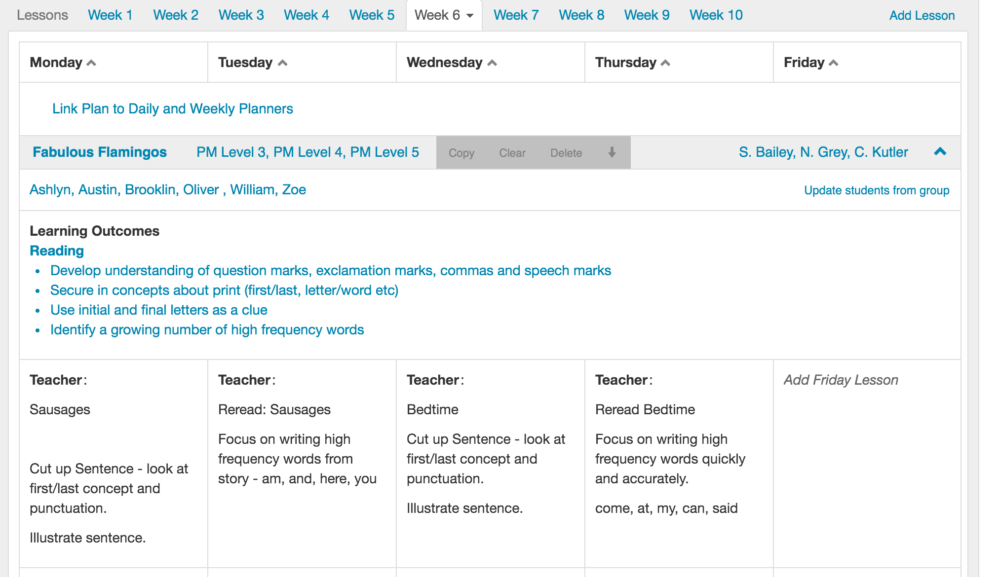 Lessons Week 1 Week 2 Week 3 Week 4 Week 5 Week 6 Week 7 Week 8 Week 9 Week 10 Add Lesson
Monday Tuesday Wednesday Thursday Friday
Link Plan to Daily and Weekly Planners
Fabulous Flamingos PM Level 3, PM Level 4, PM Level 5 Copy Clear Delete S. Bailey, N. Grey, C. Kutler
Ashlyn, Austin, Brooklin, Oliver , William, Zoe Update students from group
Learning Outcomes
Reading
• Develop understanding of question marks, exclamation marks, commas and speech marks
• Secure in concepts about print (first/last, letter/word etc)
• Use initial and final letters as a clue
• Identify a growing number of high frequency words
Teacher:
Sausages
Cut up Sentence - look at
first/last concept and
punctuation.
Illustrate sentence.
Teacher:
Reread: Sausages
Focus on writing high
frequency words from
story - am, and, here, you
Teacher:
Bedtime
Cut up Sentence - look at
first/last concept and
punctuation.
Illustrate sentence.
Teacher:
Reread Bedtime
Focus on writing high
frequency words quickly
and accurately.
come, at, my, can, said
Add Friday Lesson